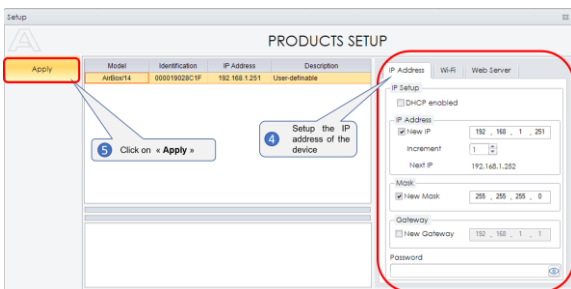 Setup
PRODUCTS SETUP
Apply
Model Identification IP Address Description
AirBox/14 000019028C1F 192.168.1.251 User-definable
5 Click on « Apply »
4 Setup the IP
address of the
device
IP Address Wi-Fi Web Server
IP Setup
DHCP enabled
IP Address
New IP 192 . 168 . 1 . 251
Increment 1
Next IP 192.168.1.252
Mask
New Mask 255 . 255 . 255 . 0
Gateway
New Gateway 192 . 168 . 1 . 1
Password